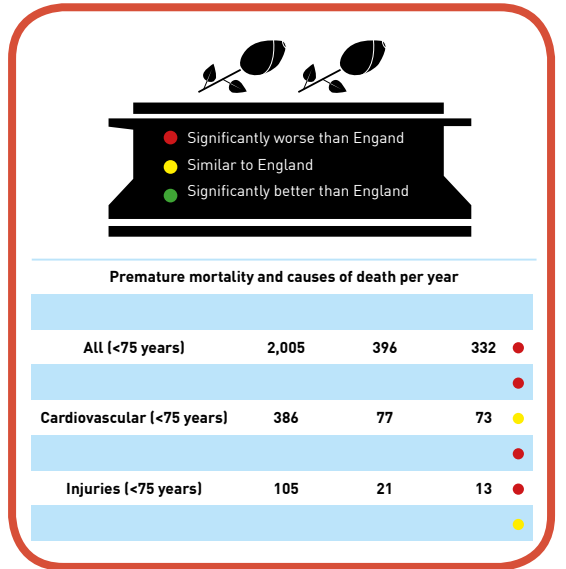 Significantly worse than Engand
Similar to England
Significantly better than England
Premature mortality and causes of death per year
All (<75 years) 2,005 396 332
Cardiovascular (<75 years) 386 77 73
Injuries (<75 years) 105 21 13